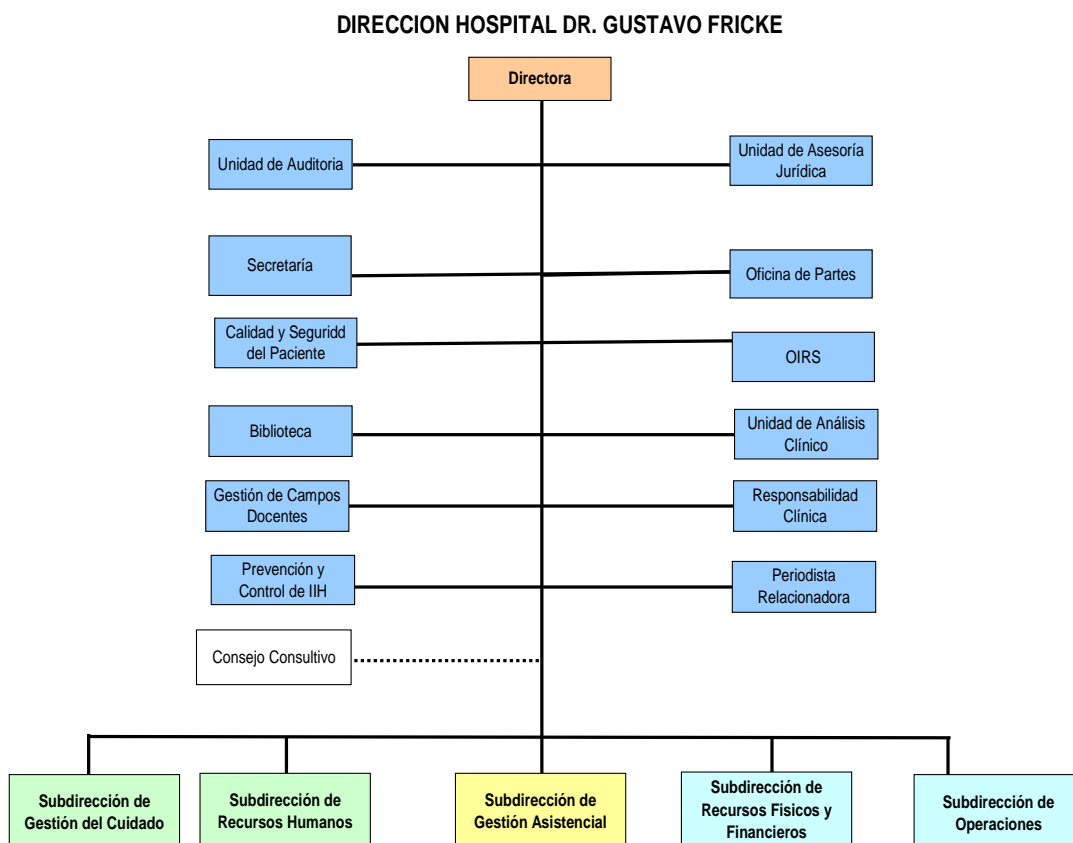 DIRECCION HOSPITAL DR. GUSTAVO FRICKE
Directora
Unidad de Auditoria
Unidad de Asesoría
Jurídica
Secretaría
Oficina de Partes
Calidad y Seguridd
del Paciente
OIRS
Biblioteca
Unidad de Análisis
Clínico
Gestión de Campos
Docentes
Responsabilidad
Clínica
Prevención y
Control de IIH
Periodista
Relacionadora
Consejo Consultivo
Subdirección de
Gestión del Cuidado
Subdirección de
Recursos Humanos
Subdirección de
Gestión Asistencial
Subdirección de
Recursos Fisicos y
Financieros
Subdirección de
Operaciones